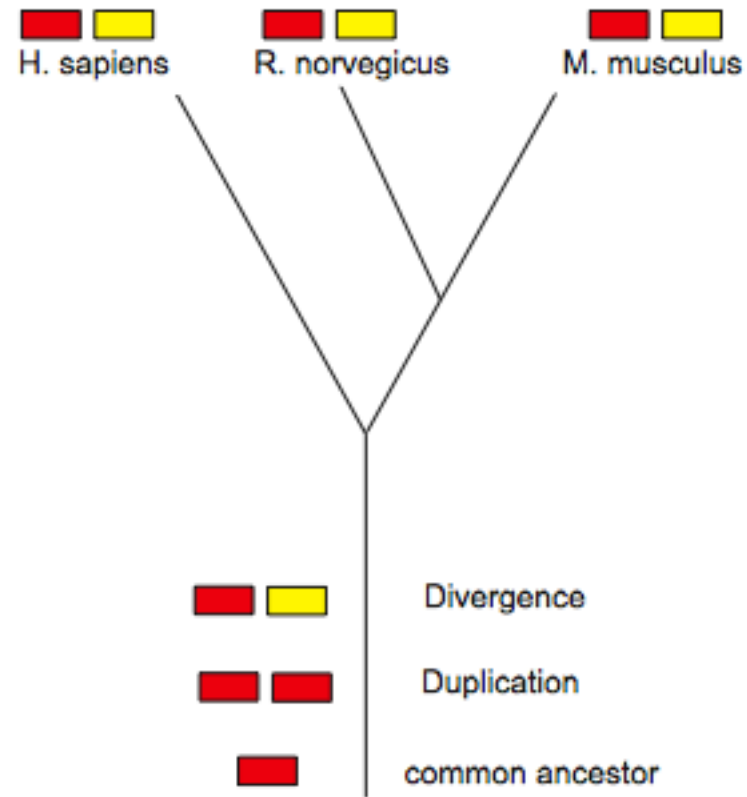 H. sapiens
R. norvegicus
M. musculus
Divergence
Duplication
common ancestor